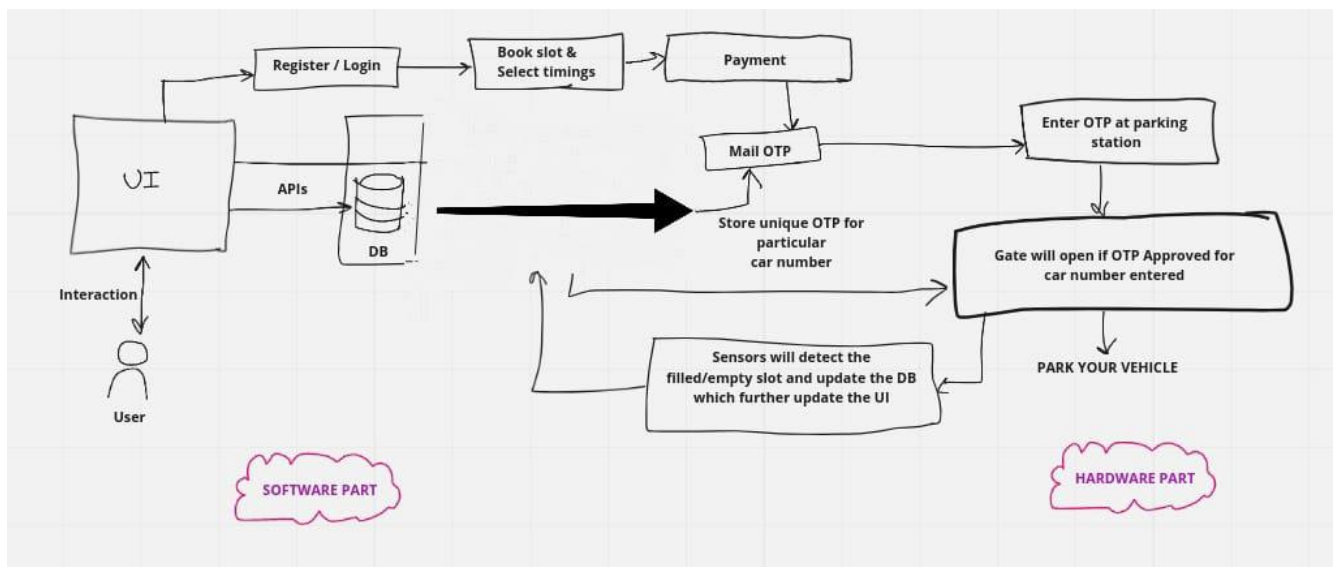 Register / Login
Book slot &
Select timings
Payment
UI
APIs
DB
Mail OTP
Enter OTP at parking
station
Store unique OTP for
particular
car number
Gate will open if OTP Approved for
car number entered
Interaction
User
Sensors will detect the
filled/empty slot and update the DB
which further update the UI
PARK YOUR VEHICLE
SOFTWARE PART
HARDWARE PART